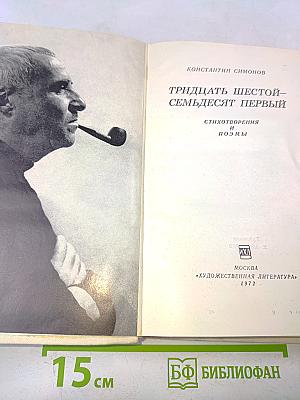 КОНСТАНТИН СИМОНОВ
ТРИДЦАТЬ ШЕСТОЙ—
СЕМЬДЕСЯТ ПЕРВЫЙ
СТИХОТВОРЕНИЯ
И
ПОЭМЫ
МОСКВА
«ХУДОЖЕСТВЕННАЯ ЛИТЕРАТУРА»
1972
15 см
БФ БИБЛИОФАН